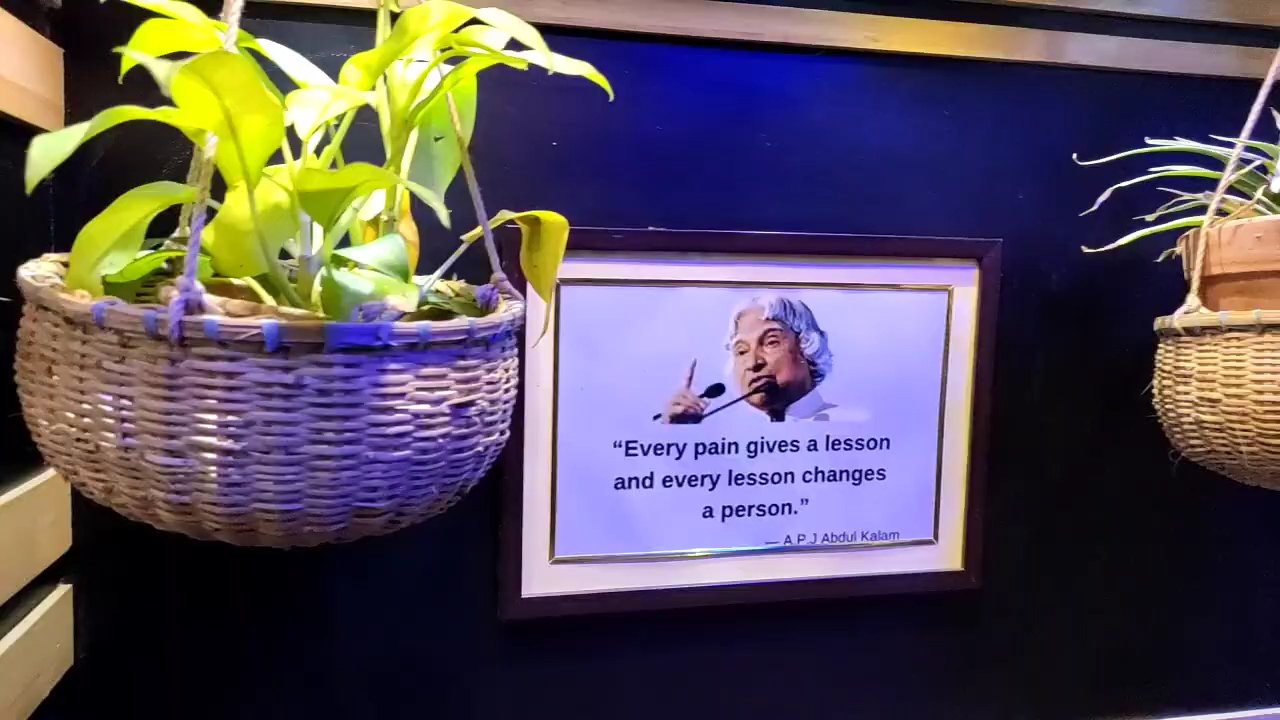 “Every pain gives a lesson
and every lesson changes
a person.”
— A.P.J Abdul Kalam